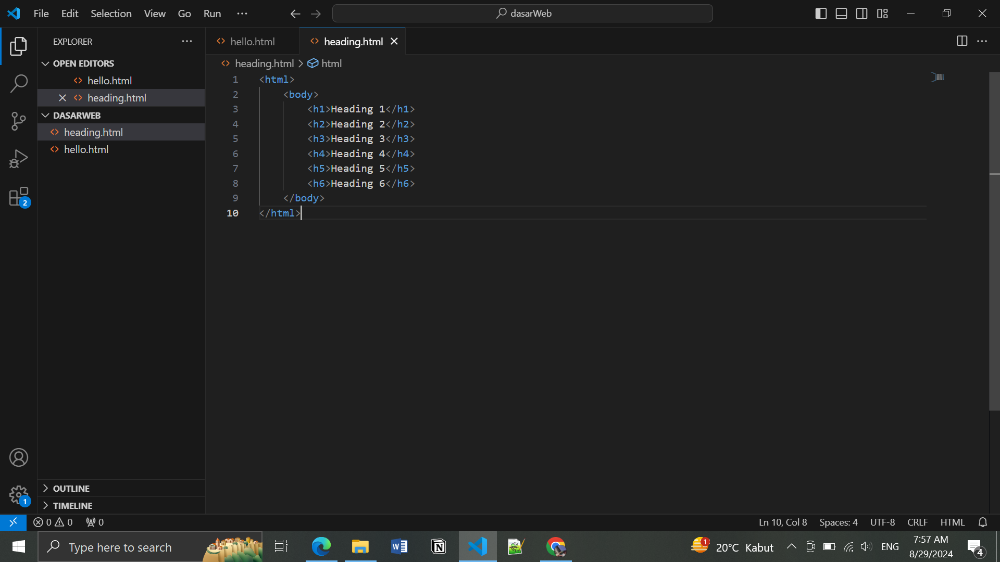 File Edit Selection View Go Run ··· dasarWeb
EXPLORER ···
OPEN EDITORS
hello.html
heading.html
DASARWEB
heading.html
hello.html
OUTLINE
TIMELINE
hello.html heading.html
heading.html > html
1 <html>
2 <body>
3 <h1>Heading 1</h1>
4 <h2>Heading 2</h2>
5 <h3>Heading 3</h3>
6 <h4>Heading 4</h4>
7 <h5>Heading 5</h5>
8 <h6>Heading 6</h6>
9 </body>
10 </html>
2
1
0 0 0 Ln 10, Col 8 Spaces: 4 UTF-8 CRLF HTML
Type here to search 1 20°C Kabut ENG 7:57 AM
8/29/2024 4